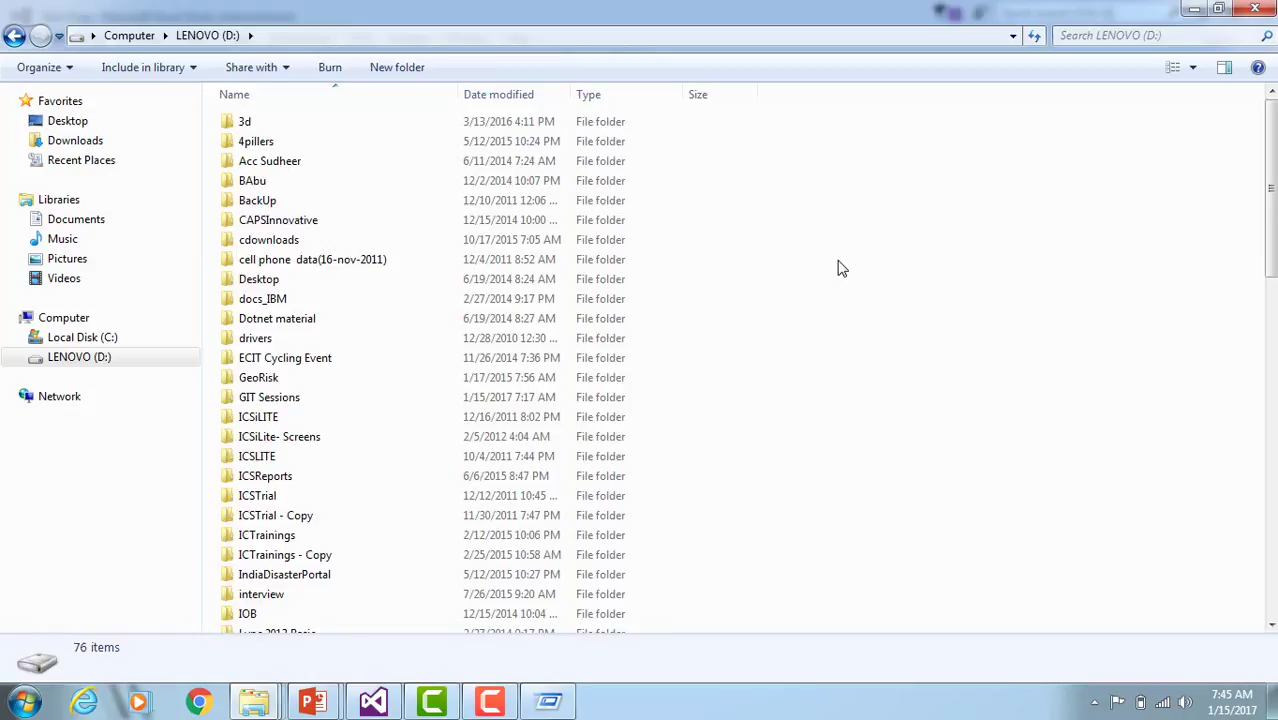 Computer LENOVO (D:) Search LENOVO (D:)
Organize Include in library Share with Burn New folder
Name Date modified Type Size
Favorites
Desktop
Downloads
Recent Places
Libraries
Documents
Music
Pictures
Videos
Computer
Local Disk (C:)
LENOVO (D:)
Network
3d 3/13/2016 4:11 PM File folder
4pillers 5/12/2015 10:24 PM File folder
Acc Sudheer 6/11/2014 7:24 AM File folder
BAbu 12/2/2014 10:07 PM File folder
BackUp 12/10/2011 12:06 ... File folder
CAPSInnovative 12/15/2014 10:00 ... File folder
cdownloads 10/17/2015 7:05 AM File folder
cell phone data(16-nov-2011) 12/4/2011 8:52 AM File folder
Desktop 6/19/2014 8:24 AM File folder
docs_IBM 2/27/2014 9:17 PM File folder
Dotnet material 6/19/2014 8:27 AM File folder
drivers 12/28/2010 12:30 ... File folder
ECIT Cycling Event 11/26/2014 7:36 PM File folder
GeoRisk 1/17/2015 7:56 AM File folder
GIT Sessions 1/15/2017 7:17 AM File folder
ICSiLITE 12/16/2011 8:02 PM File folder
ICSiLite- Screens 2/5/2012 4:04 AM File folder
ICSLITE 10/4/2011 7:44 PM File folder
ICSReports 6/6/2015 8:47 PM File folder
ICSTrial 12/12/2011 10:45 ... File folder
ICSTrial - Copy 11/30/2011 7:47 PM File folder
ICTrainings 2/12/2015 10:06 PM File folder
ICTrainings - Copy 2/25/2015 10:58 AM File folder
IndiaDisasterPortal 5/12/2015 10:27 PM File folder
interview 7/26/2015 9:20 AM File folder
IOB 12/15/2014 10:04 ... File folder
76 items
7:45 AM
1/15/2017